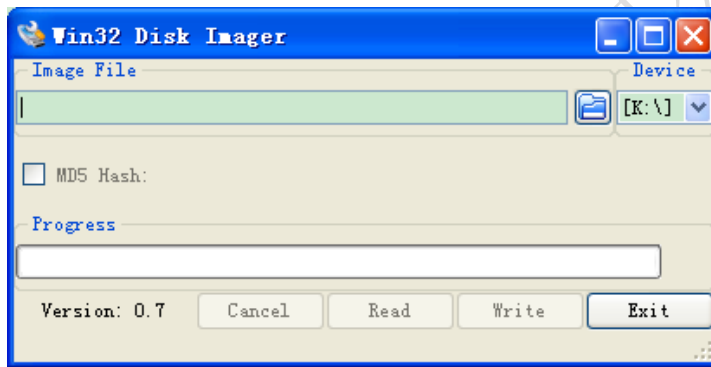 Win32 Disk Imager
Image File Device
[K:\]
MD5 Hash:
Progress
Version: 0.7 Cancel Read Write Exit